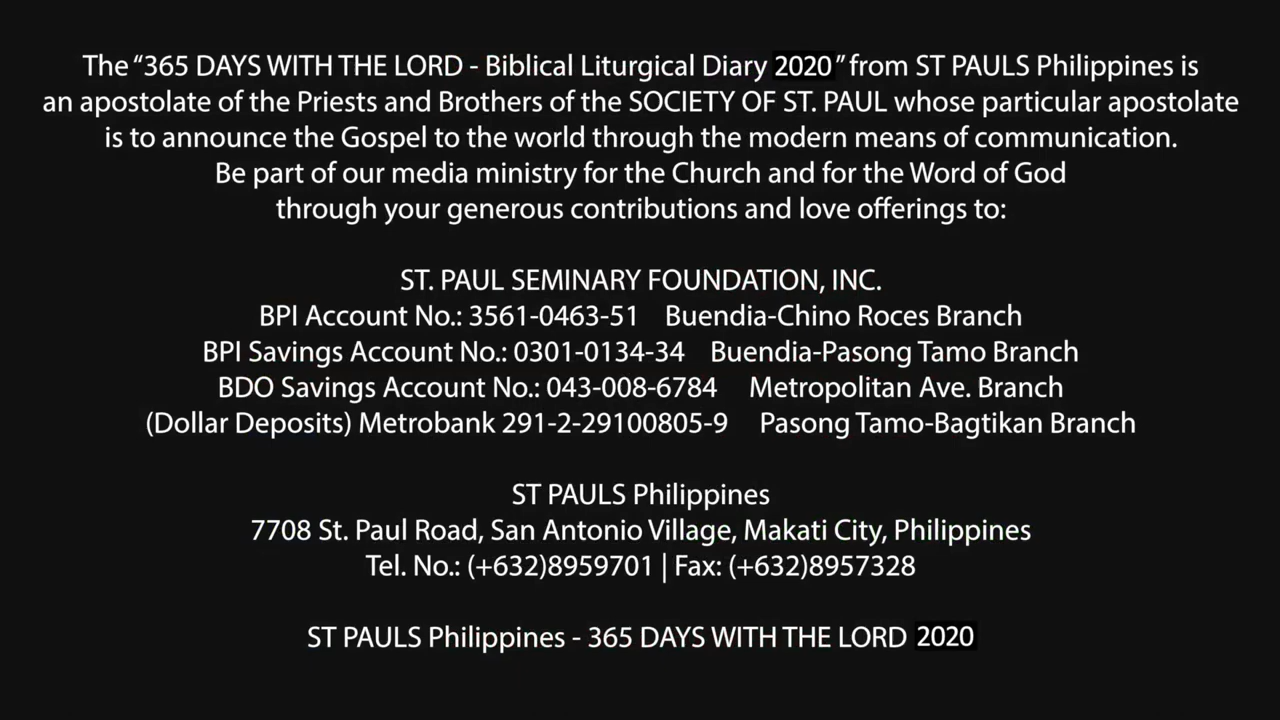 The “365 DAYS WITH THE LORD - Biblical Liturgical Diary 2020” from ST PAULS Philippines is
an apostolate of the Priests and Brothers of the SOCIETY OF ST. PAUL whose particular apostolate
is to announce the Gospel to the world through the modern means of communication.
Be part of our media ministry for the Church and for the Word of God
through your generous contributions and love offerings to:
ST. PAUL SEMINARY FOUNDATION, INC.
BPI Account No.: 3561-0463-51 Buendia-Chino Roces Branch
BPI Savings Account No.: 0301-0134-34 Buendia-Pasong Tamo Branch
BDO Savings Account No.: 043-008-6784 Metropolitan Ave. Branch
(Dollar Deposits) Metrobank 291-2-29100805-9 Pasong Tamo-Bagtikan Branch
ST PAULS Philippines
7708 St. Paul Road, San Antonio Village, Makati City, Philippines
Tel. No.: (+632)8959701 | Fax: (+632)8957328
ST PAULS Philippines - 365 DAYS WITH THE LORD 2020